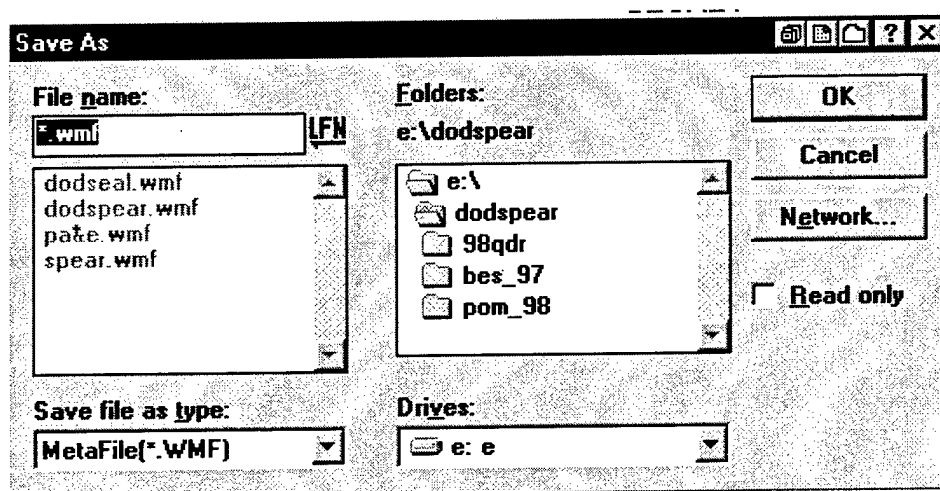 Save As
File name:
*.wmf
LFN
dodseal.wmf
dodspear.wmf
pa&e.wmf
spear.wmf
Save file as type:
MetaFile(*.WMF)
Folders:
e:\dodspear
e:\
dodspear
98qdr
bes_97
pom_98
Drives:
e: e
OK
Cancel
Network...
Read only